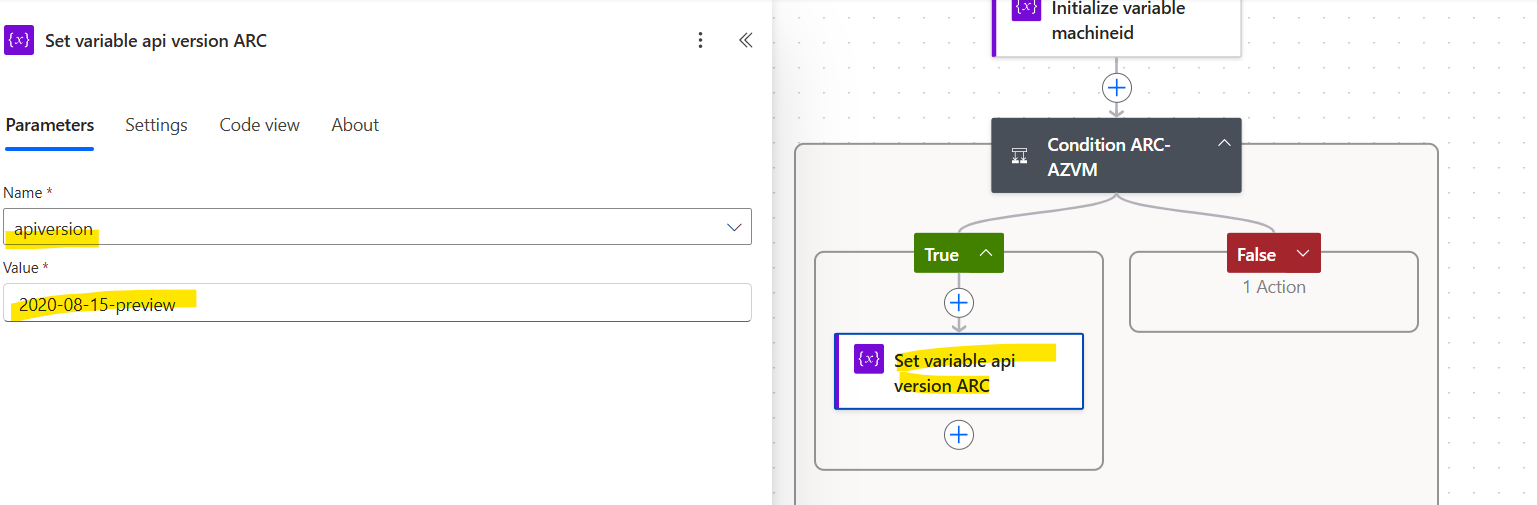 {x} Set variable api version ARC
Parameters Settings Code view About
Name *
apiversion
Value *
2020-08-15-preview
{x} Initialize variable
machineid
Condition ARC-
AZVM
True
False
1 Action
{x} Set variable api
version ARC